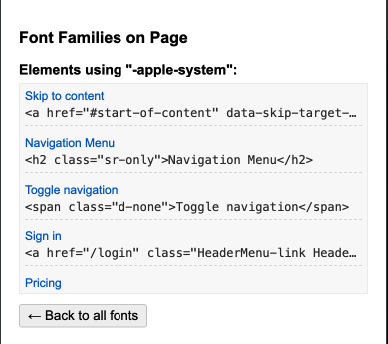 Font Families on Page
Elements using "-apple-system":
Skip to content
<a href="#start-of-content" data-skip-target-…
Navigation Menu
<h2 class="sr-only">Navigation Menu</h2>
Toggle navigation
<span class="d-none">Toggle navigation</span>
Sign in
<a href="/login" class="HeaderMenu-link Heade…
Pricing
← Back to all fonts